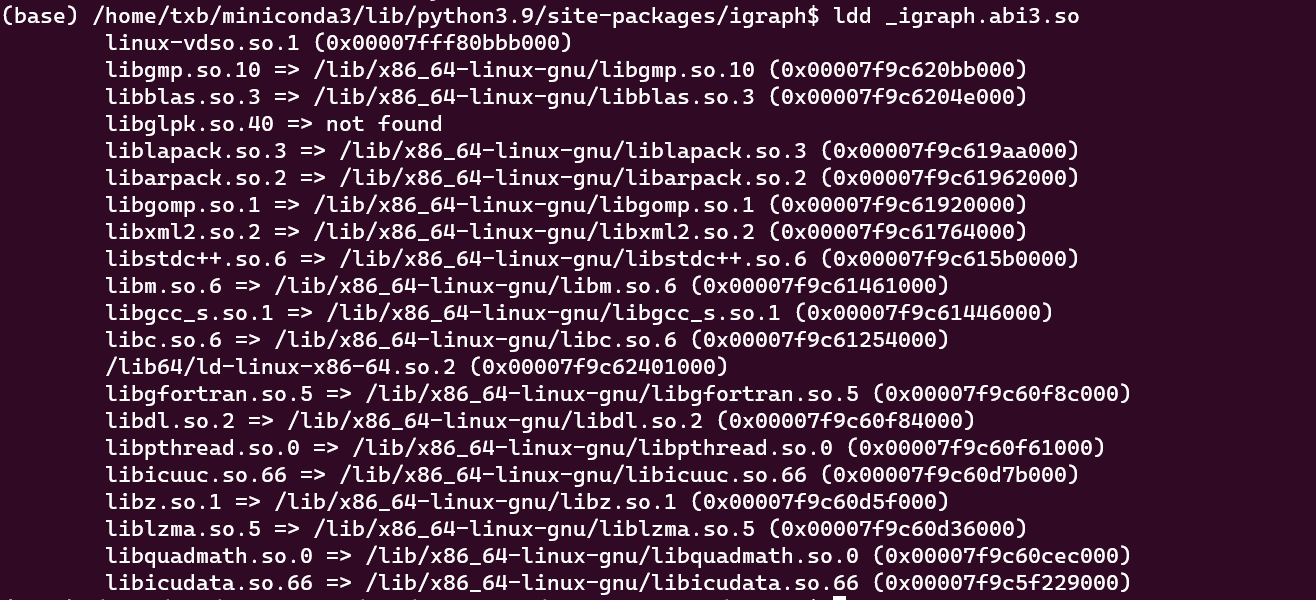 (base) /home/txb/miniconda3/lib/python3.9/site-packages/igraph$ ldd _igraph.abi3.so
linux-vdso.so.1 (0x00007fff80bbb000)
libgmp.so.10 => /lib/x86_64-linux-gnu/libgmp.so.10 (0x00007f9c620bb000)
libblas.so.3 => /lib/x86_64-linux-gnu/libblas.so.3 (0x00007f9c6204e000)
libglpk.so.40 => not found
liblapack.so.3 => /lib/x86_64-linux-gnu/liblapack.so.3 (0x00007f9c619aa000)
libarpack.so.2 => /lib/x86_64-linux-gnu/libarpack.so.2 (0x00007f9c61962000)
libgomp.so.1 => /lib/x86_64-linux-gnu/libgomp.so.1 (0x00007f9c61920000)
libxml2.so.2 => /lib/x86_64-linux-gnu/libxml2.so.2 (0x00007f9c61764000)
libstdc++.so.6 => /lib/x86_64-linux-gnu/libstdc++.so.6 (0x00007f9c615b0000)
libm.so.6 => /lib/x86_64-linux-gnu/libm.so.6 (0x00007f9c61461000)
libgcc_s.so.1 => /lib/x86_64-linux-gnu/libgcc_s.so.1 (0x00007f9c61446000)
libc.so.6 => /lib/x86_64-linux-gnu/libc.so.6 (0x00007f9c61254000)
/lib64/ld-linux-x86-64.so.2 (0x00007f9c62401000)
libgfortran.so.5 => /lib/x86_64-linux-gnu/libgfortran.so.5 (0x00007f9c60f8c000)
libdl.so.2 => /lib/x86_64-linux-gnu/libdl.so.2 (0x00007f9c60f84000)
libpthread.so.0 => /lib/x86_64-linux-gnu/libpthread.so.0 (0x00007f9c60f61000)
libicuuc.so.66 => /lib/x86_64-linux-gnu/libicuuc.so.66 (0x00007f9c60d7b000)
libz.so.1 => /lib/x86_64-linux-gnu/libz.so.1 (0x00007f9c60d5f000)
liblzma.so.5 => /lib/x86_64-linux-gnu/liblzma.so.5 (0x00007f9c60d36000)
libquadmath.so.0 => /lib/x86_64-linux-gnu/libquadmath.so.0 (0x00007f9c60cec000)
libicudata.so.66 => /lib/x86_64-linux-gnu/libicudata.so.66 (0x00007f9c5f229000)